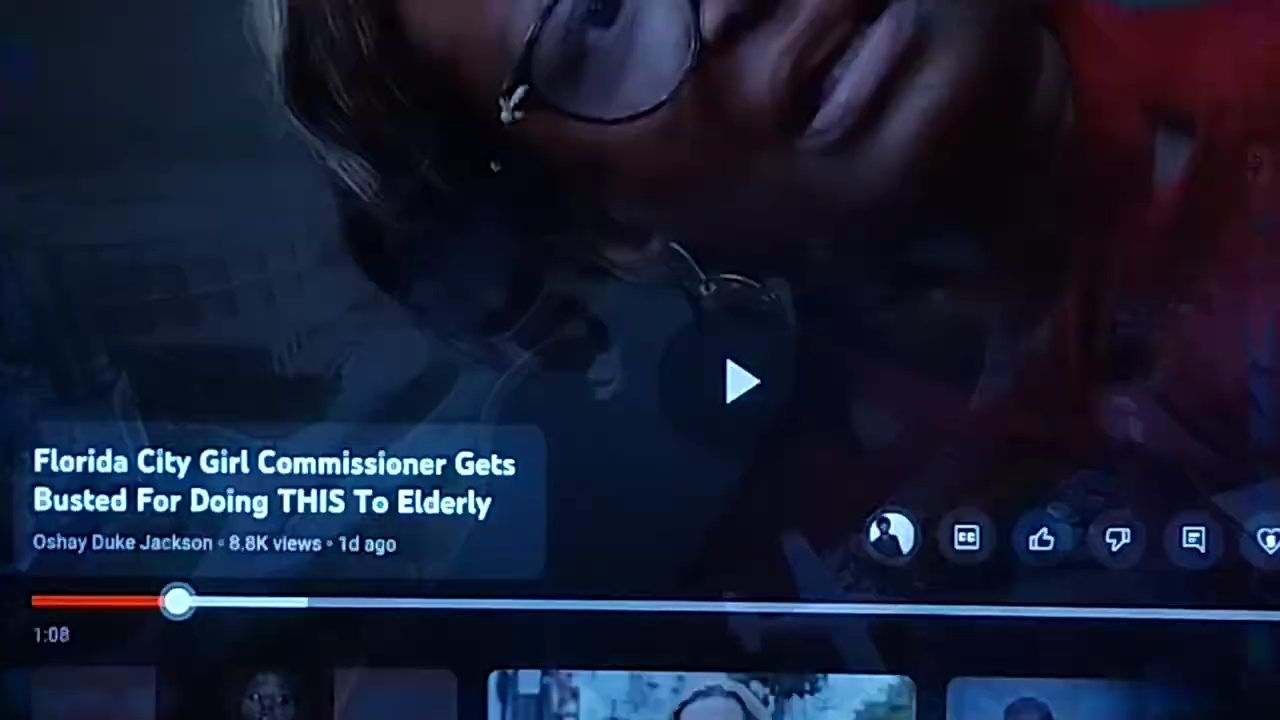 Florida City Girl Commissioner Gets
Busted For Doing THIS To Elderly
Oshay Duke Jackson • 8.8K views • 1d ago
CC
1:08